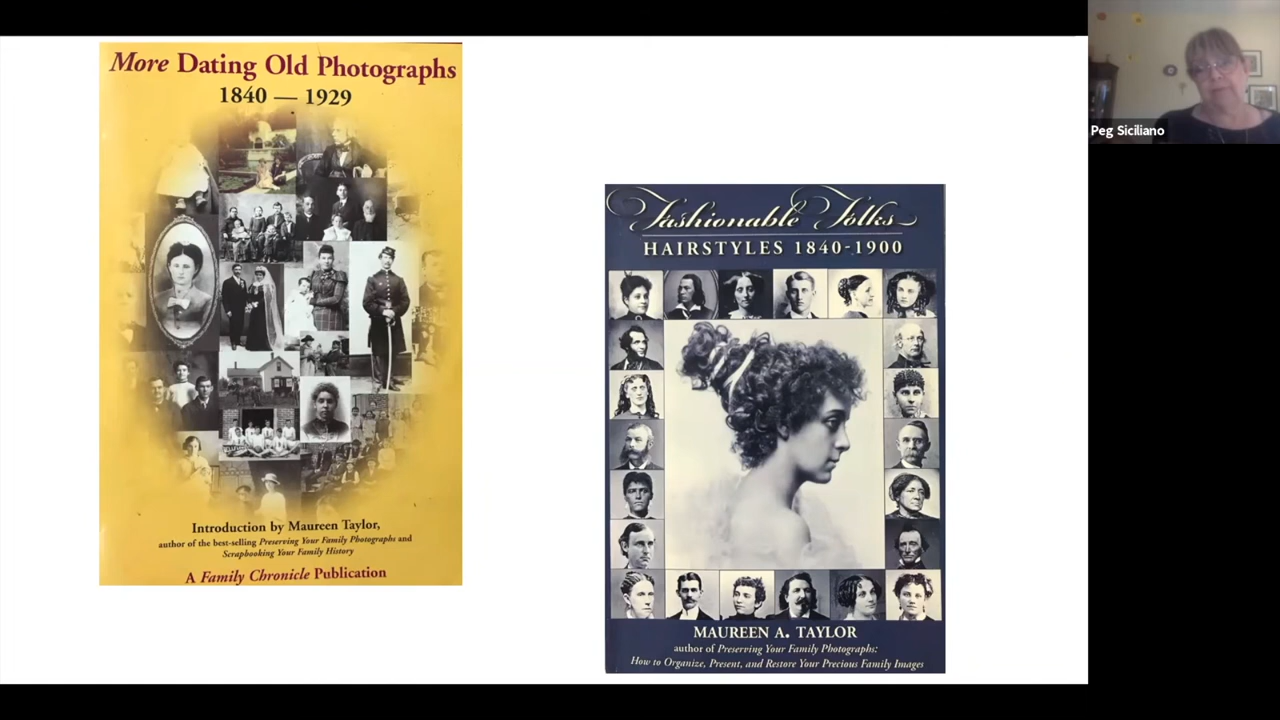 More Dating Old Photographs
1840 — 1929
Introduction by Maureen Taylor,
author of the best-selling Preserving Your Family Photographs and
Scrapbooking Your Family History
A Family Chronicle Publication
Fashionable Folks
HAIRSTYLES 1840-1900
MAUREEN A. TAYLOR
author of Preserving Your Family Photographs:
How to Organize, Present, and Restore Your Precious Family Images
Peg Siciliano